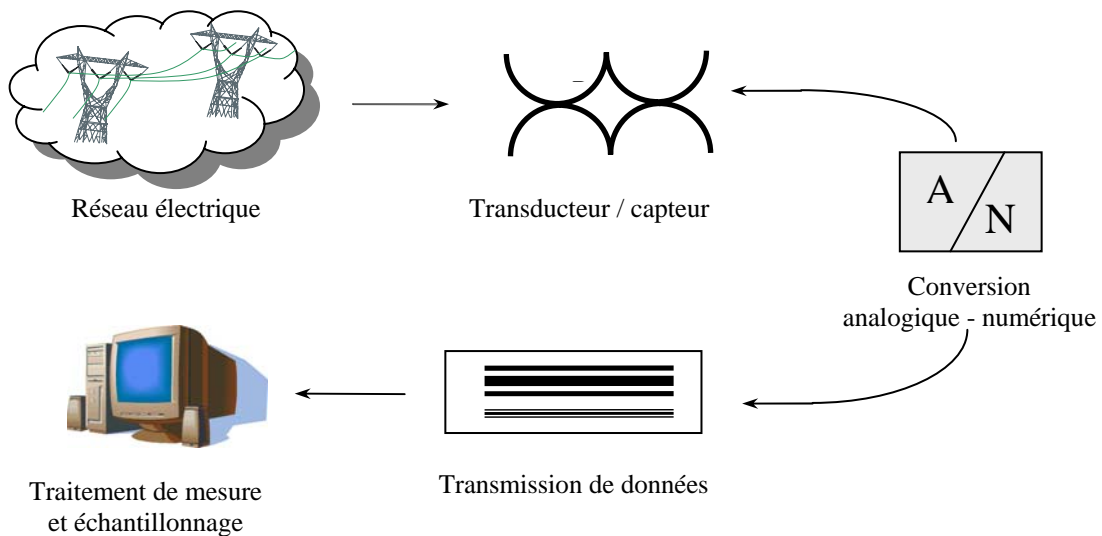 Réseau électrique
Transducteur / capteur
A
N
Conversion
analogique - numérique
Transmission de données
Traitement de mesure
et échantillonnage